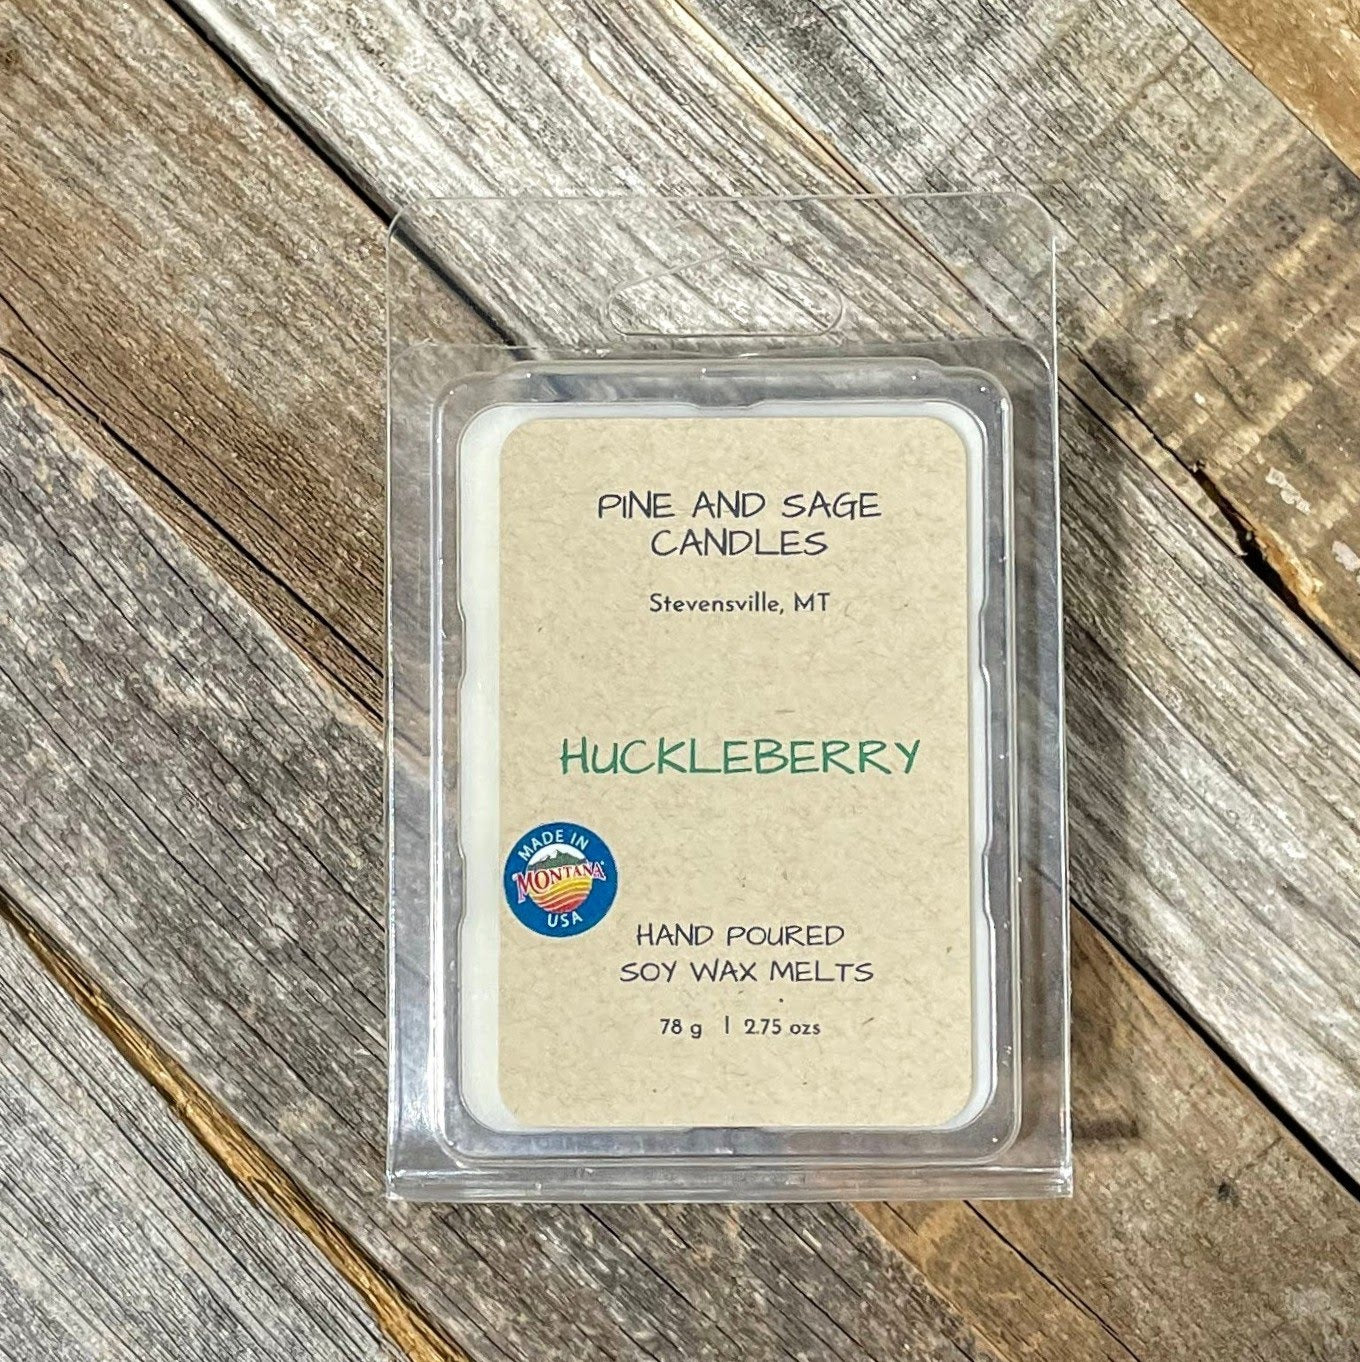 PINE AND SAGE
CANDLES
Stevensville, MT
HUCKLEBERRY
MADE IN
MONTANA
USA
HAND POURED
SOY WAX MELTS
78 g | 2.75 ozs